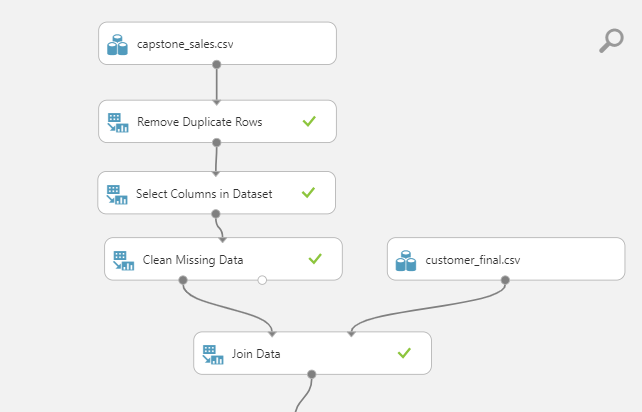 capstone_sales.csv
Remove Duplicate Rows
Select Columns in Dataset
Clean Missing Data
customer_final.csv
Join Data